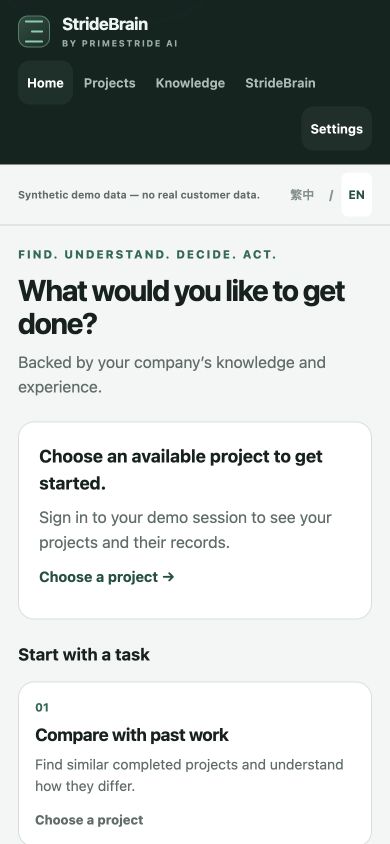 StrideBrain
BY PRIMESTRIDE AI
Home Projects Knowledge StrideBrain
Settings
Synthetic demo data — no real customer data. 繁中 / EN
FIND. UNDERSTAND. DECIDE. ACT.
What would you like to get
done?
Backed by your company’s knowledge and
experience.
Choose an available project to get
started.
Sign in to your demo session to see your
projects and their records.
Choose a project →
Start with a task
01
Compare with past work
Find similar completed projects and understand
how they differ.
Choose a project